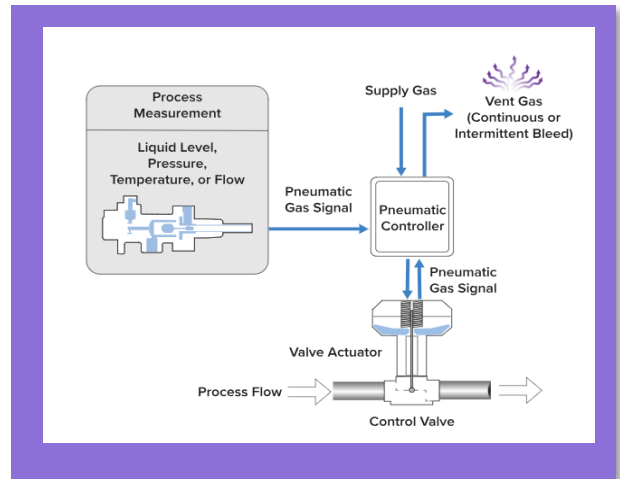 Process
Measurement
Liquid Level,
Pressure,
Temperature, or Flow
Pneumatic
Gas Signal
Supply Gas
Vent Gas
(Continuous or
Intermittent Bleed)
Pneumatic
Controller
Pneumatic
Gas Signal
Valve Actuator
Process Flow
Control Valve